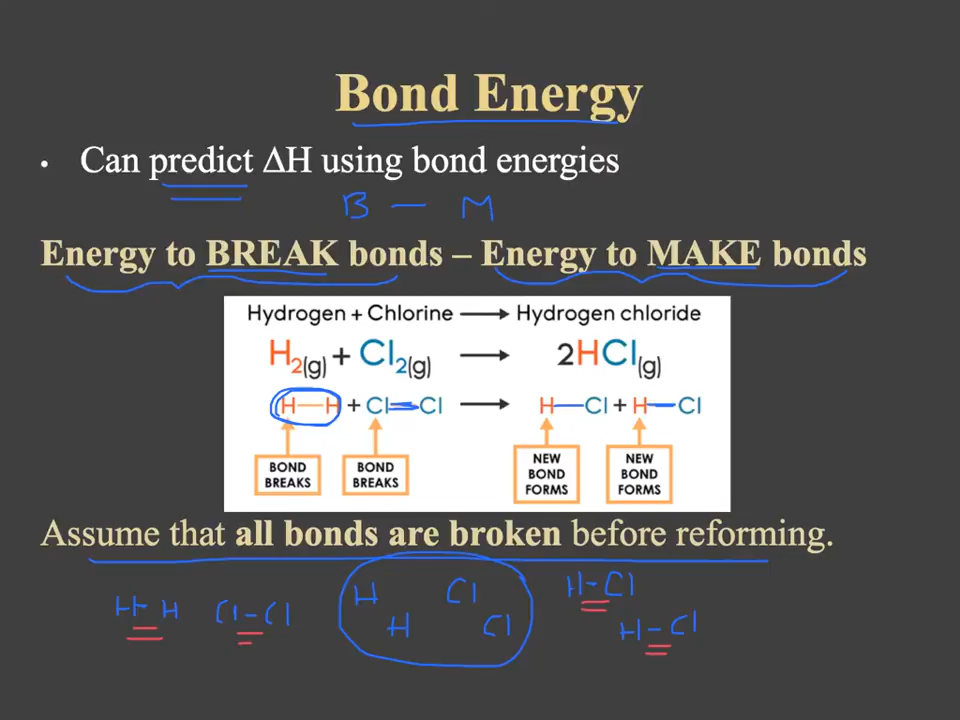 Bond Energy
• Can predict ΔH using bond energies
B — M
Energy to BREAK bonds – Energy to MAKE bonds
Hydrogen + Chlorine → Hydrogen chloride
H₂(g) + Cl₂(g) → 2HCl(g)
H—H + Cl—Cl → H—Cl + H—Cl
BOND BREAKS
BOND BREAKS
NEW BOND FORMS
NEW BOND FORMS
Assume that all bonds are broken before reforming.
H-H Cl-Cl H Cl H-Cl
H Cl H-Cl